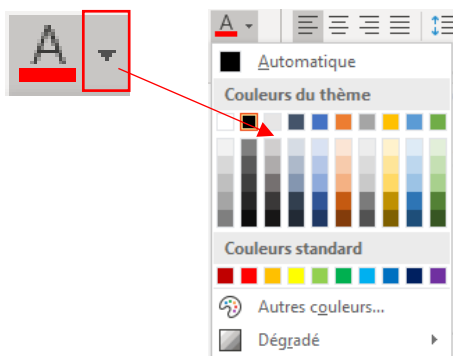 A
A
Automatique
Couleurs du thème
Couleurs standard
Autres couleurs...
Dégradé